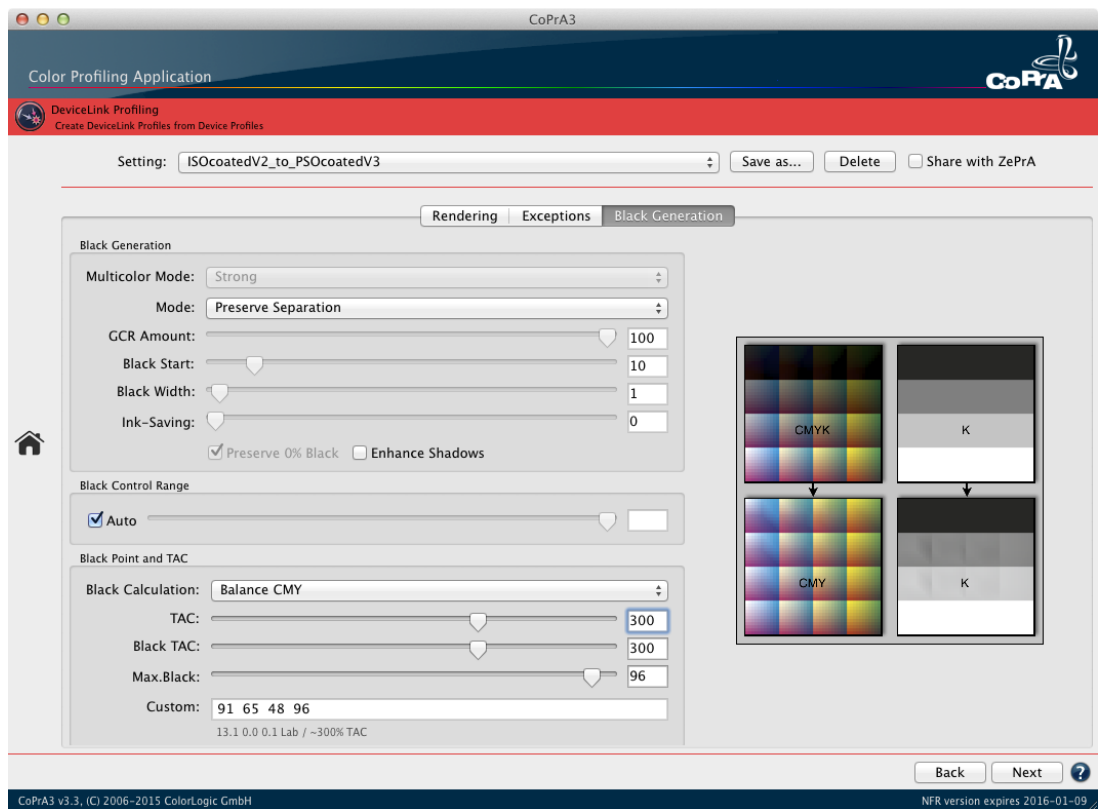 CoPrA3
Color Profiling Application
CoPrA
DeviceLink Profiling
Create DeviceLink Profiles from Device Profiles
Setting: ISOcoatedV2_to_PSOcoatedV3 Save as... Delete Share with ZePrA
Rendering Exceptions Black Generation
Black Generation
Multicolor Mode: Strong
Mode: Preserve Separation
GCR Amount: 100
Black Start: 10
Black Width: 1
Ink-Saving: 0
Preserve 0% Black Enhance Shadows
Black Control Range
Auto
Black Point and TAC
Black Calculation: Balance CMY
TAC: 300
Black TAC: 300
Max.Black: 96
Custom: 91 65 48 96
13.1 0.0 0.1 Lab / ~300% TAC
CMYK K
CMY K
Back Next ?
CoPrA3 v3.3, (C) 2006-2015 ColorLogic GmbH NFR version expires 2016-01-09